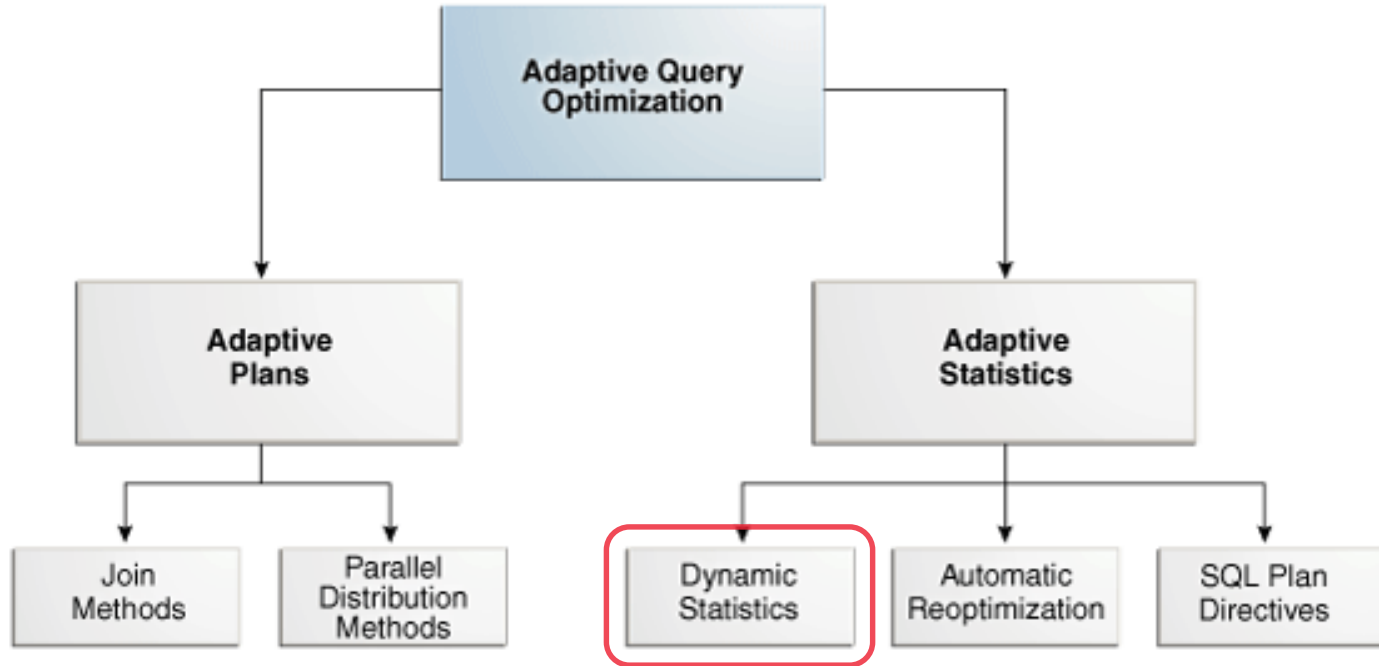 Adaptive Query
Optimization
Adaptive
Plans
Adaptive
Statistics
Join
Methods
Parallel
Distribution
Methods
Dynamic
Statistics
Automatic
Reoptimization
SQL Plan
Directives